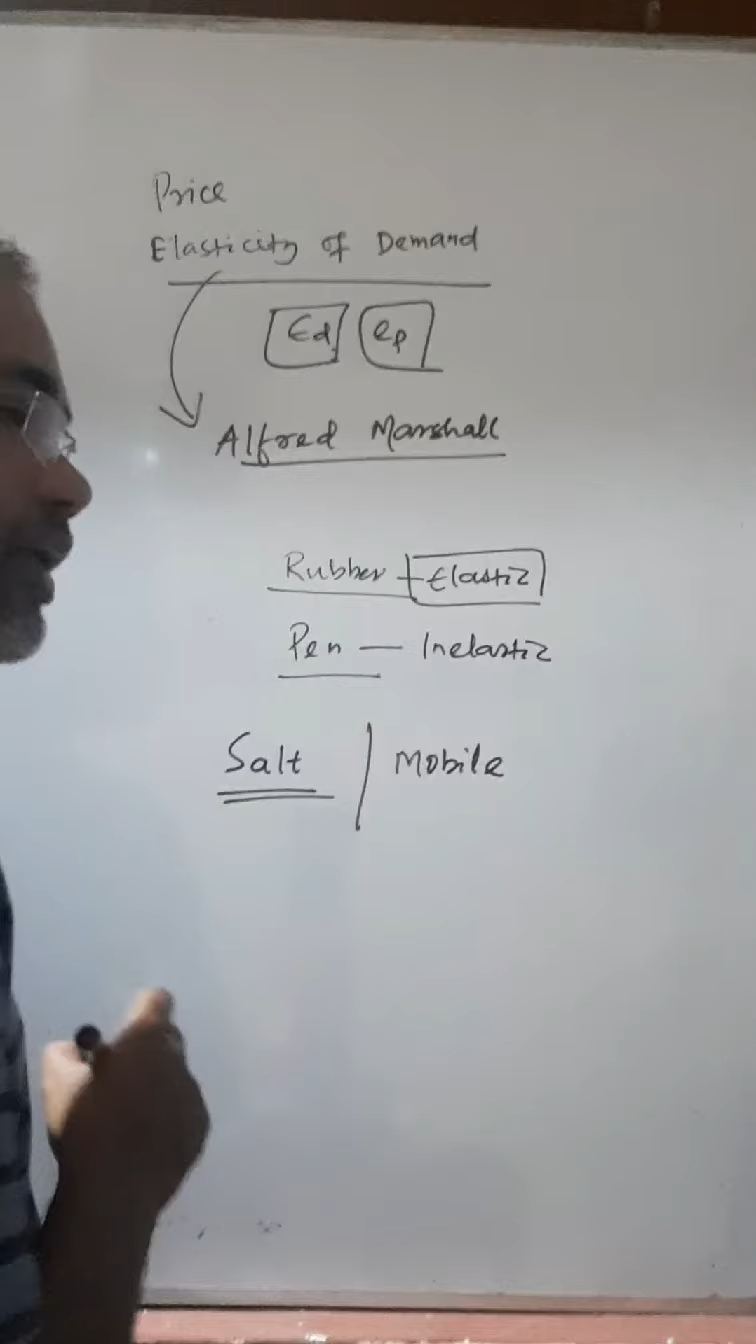 Price
Elasticity of Demand
Ed ep
Alfred Marshall
Rubber - Elastic
Pen - Inelastic
Salt | Mobile